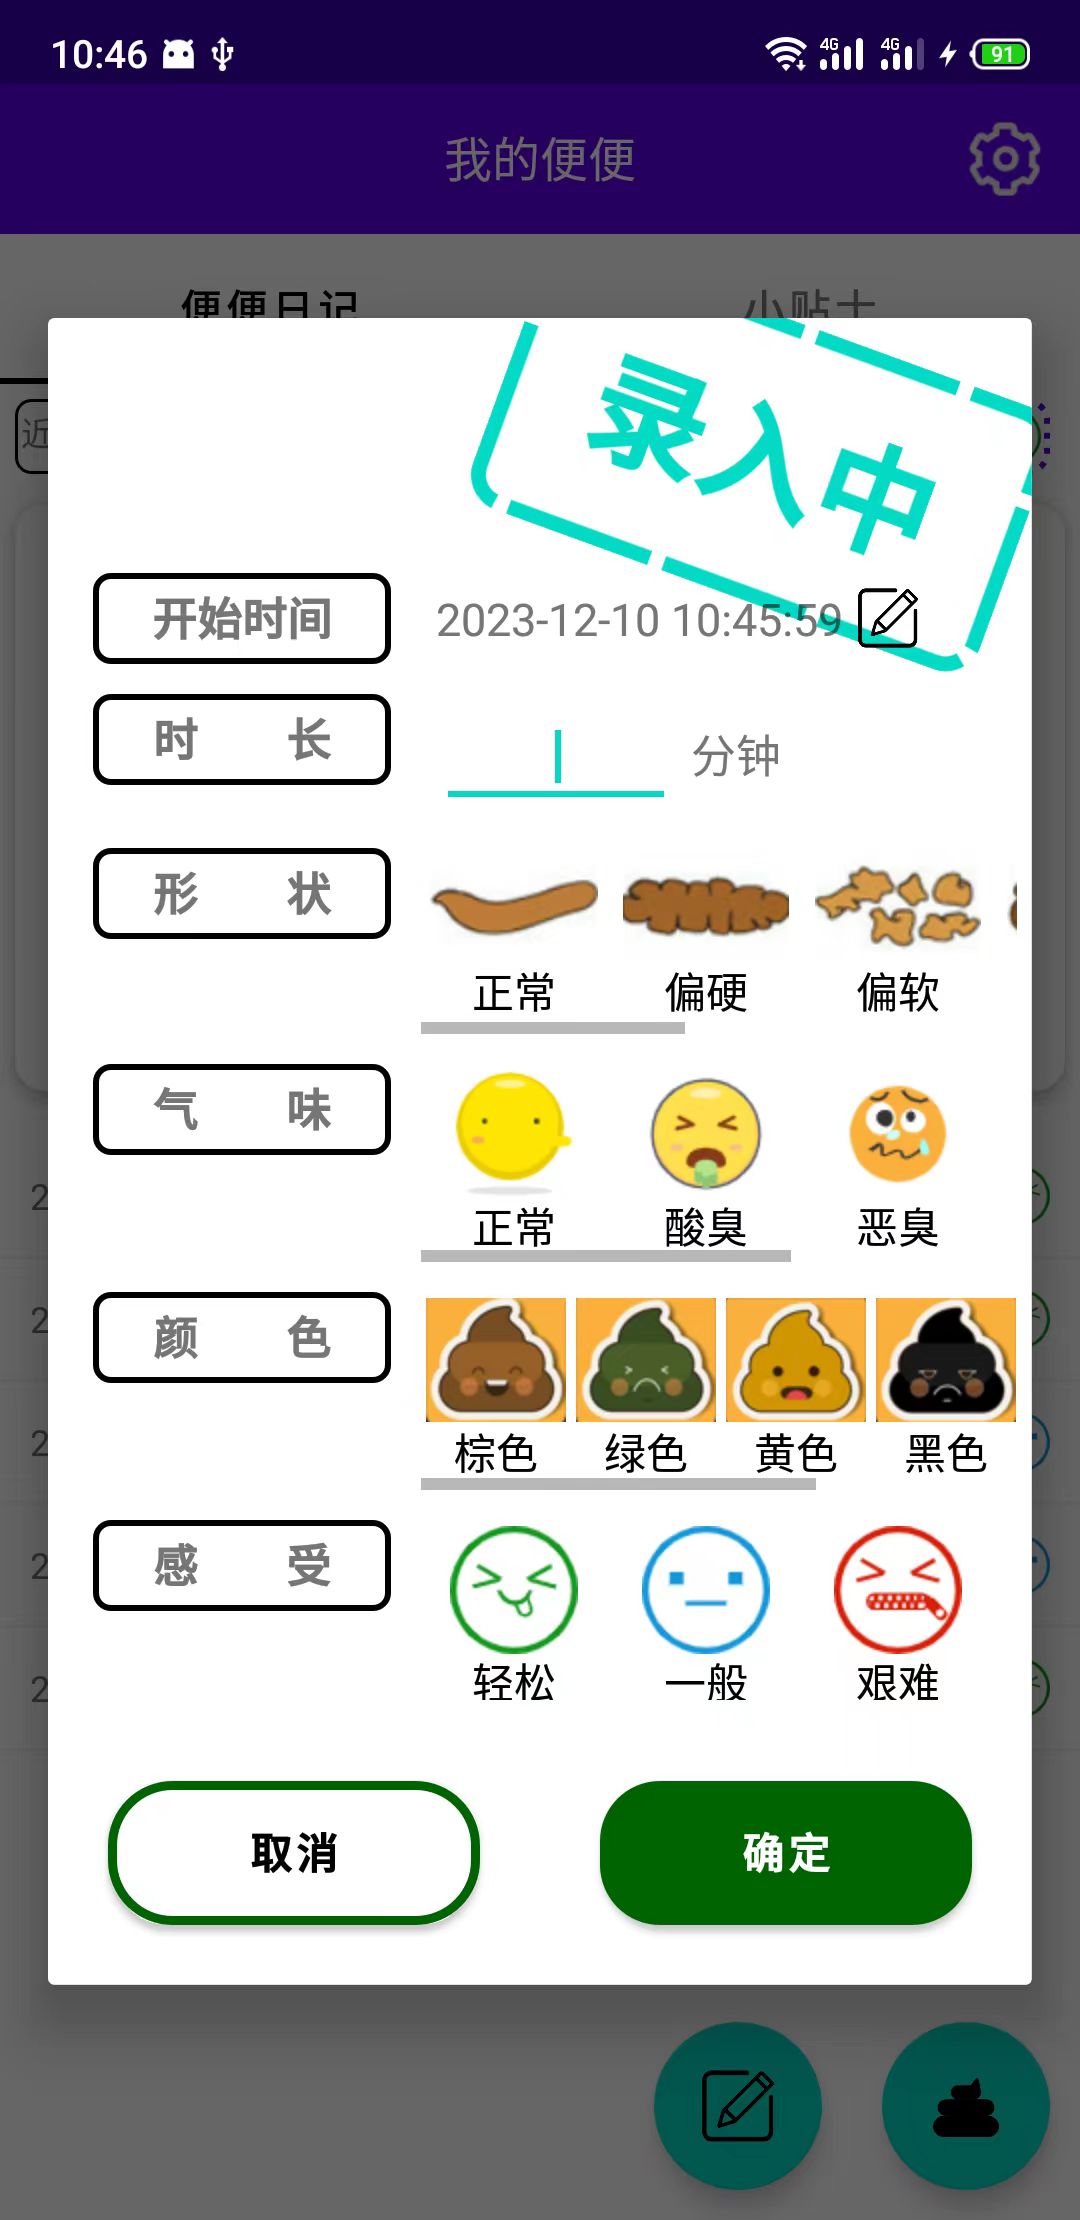 10:46
4G 4G 91
我的便便
便便日记 小贴士
近
录入中
开始时间 2023-12-10 10:45:59
时 长 分钟
形 状
正常 偏硬 偏软
气 味
正常 酸臭 恶臭
颜 色
棕色 绿色 黄色 黑色
感 受
轻松 一般 艰难
取消 确定
2
2
2
2
2